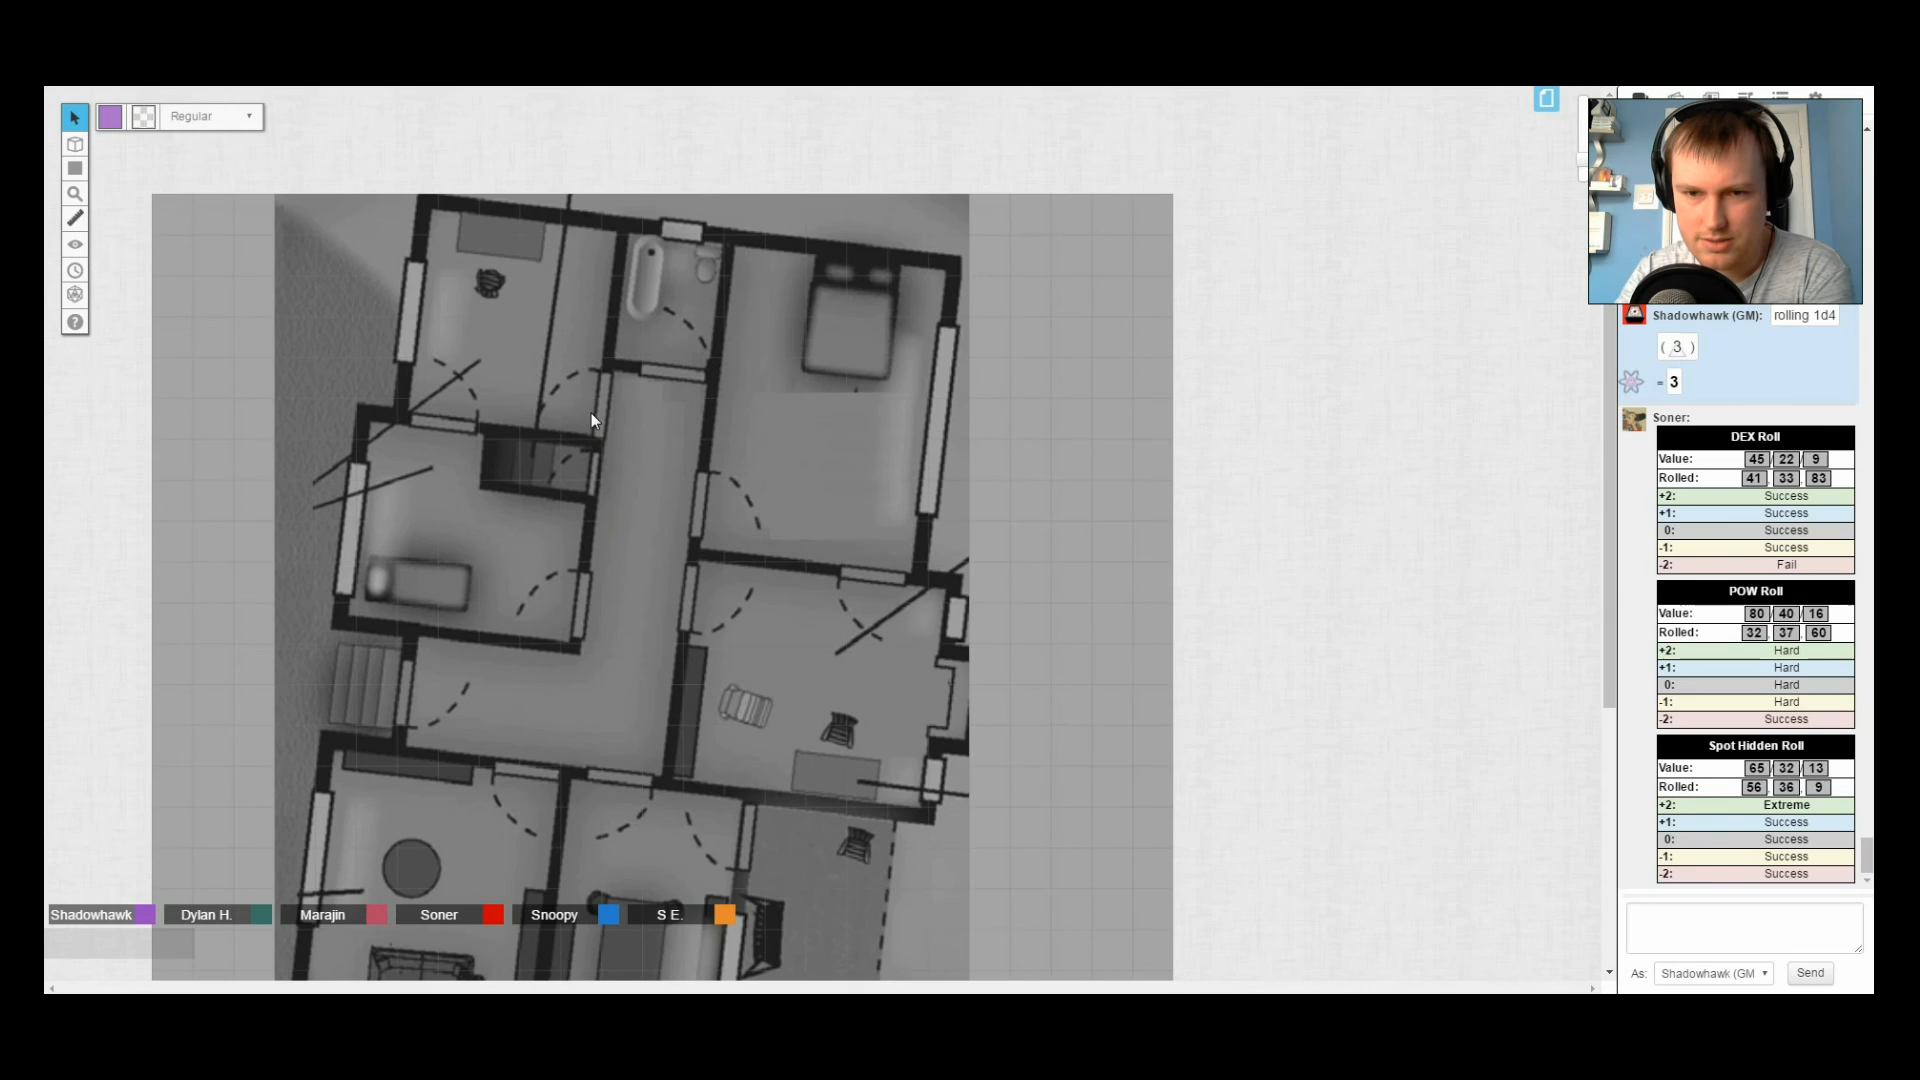 Regular
Shadowhawk (GM): rolling 1d4
( 3 )
= 3
Soner:
DEX Roll
Value: 45 / 22 / 9
Rolled: 41, 33, 83
+2: Success
+1: Success
0: Success
-1: Success
-2: Fail
POW Roll
Value: 80 / 40 / 16
Rolled: 32, 37, 60
+2: Hard
+1: Hard
0: Hard
-1: Hard
-2: Success
Spot Hidden Roll
Value: 65 / 32 / 13
Rolled: 56, 36, 9
+2: Extreme
+1: Success
0: Success
-1: Success
-2: Success
Shadowhawk Dylan H. Marajin Soner Snoopy S E.
As: Shadowhawk (GM Send